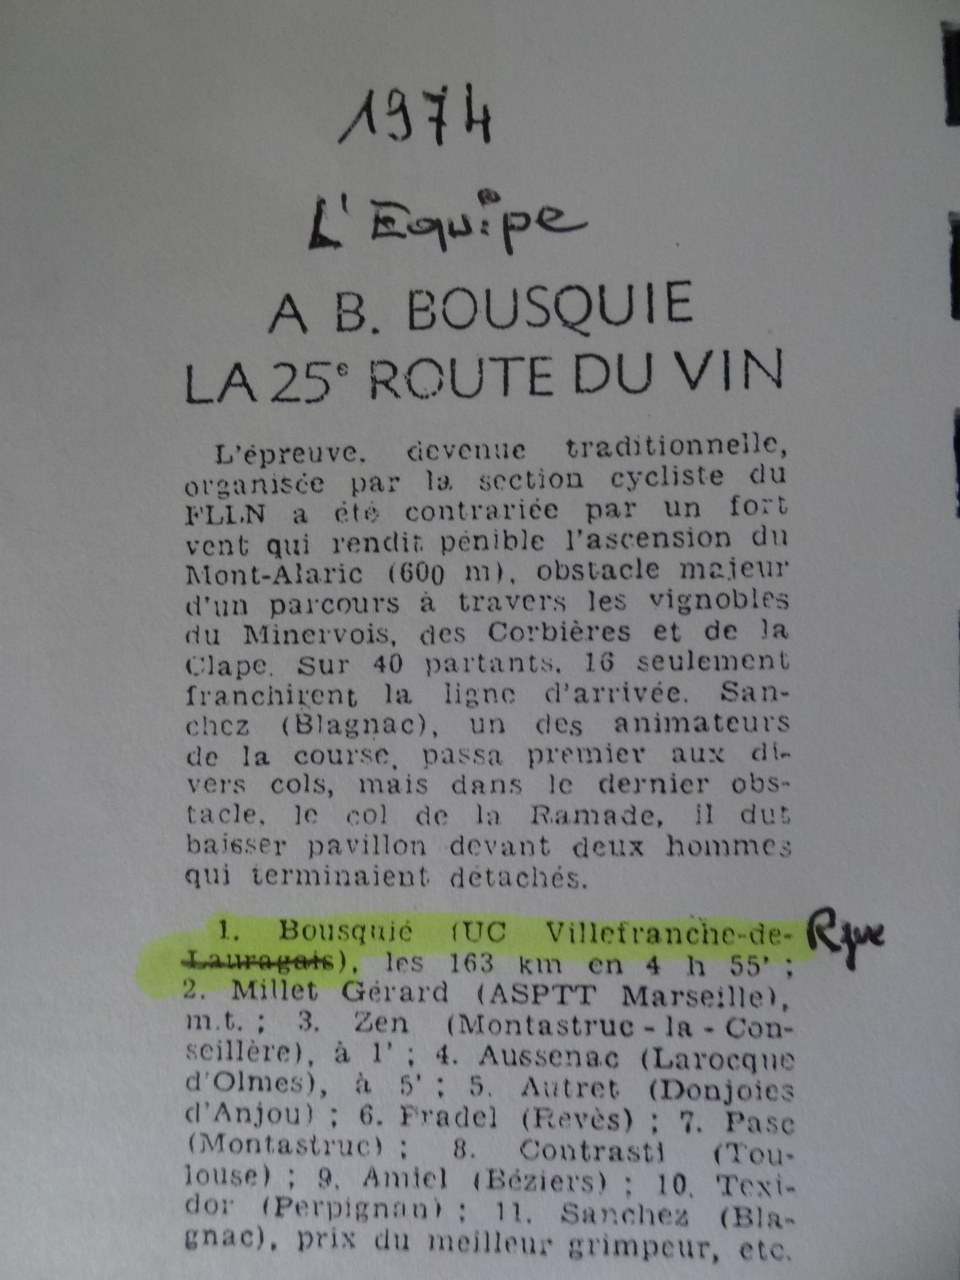 1974
L'Equipe
A B. BOUSQUIE
LA 25e ROUTE DU VIN
L'épreuve, devenue traditionnelle,
organisée par la section cycliste du
FLLN a été contrariée par un fort
vent qui rendit pénible l'ascension du
Mont-Alaric (600 m), obstacle majeur
d'un parcours à travers les vignobles
du Minervois, des Corbières et de la
Clape. Sur 40 partants, 16 seulement
franchirent la ligne d'arrivée. San-
chez (Blagnac), un des animateurs
de la course, passa premier aux di-
vers cols, mais dans le dernier obs-
tacle, le col de la Ramade, il dut
baisser pavillon devant deux hommes
qui terminaient détachés.
1. Bousquié (UC Villefranche-de- Rgue
Lauragais), les 163 km en 4 h 55' ;
2. Millet Gérard (ASPTT Marseille),
m.t. ; 3. Zen (Montastruc - la - Con-
seillère), à 1' ; 4. Aussenac (Larocque
d'Olmes), à 5' ; 5. Autret (Donjoies
d'Anjou) ; 6. Pradel (Revès) ; 7. Pasc
(Montastruc) ; 8. Contrasti (Tou-
louse) ; 9. Amiel (Béziers) ; 10. Texi-
dor (Perpignan) ; 11. Sanchez (Bla-
gnac), prix du meilleur grimpeur, etc.